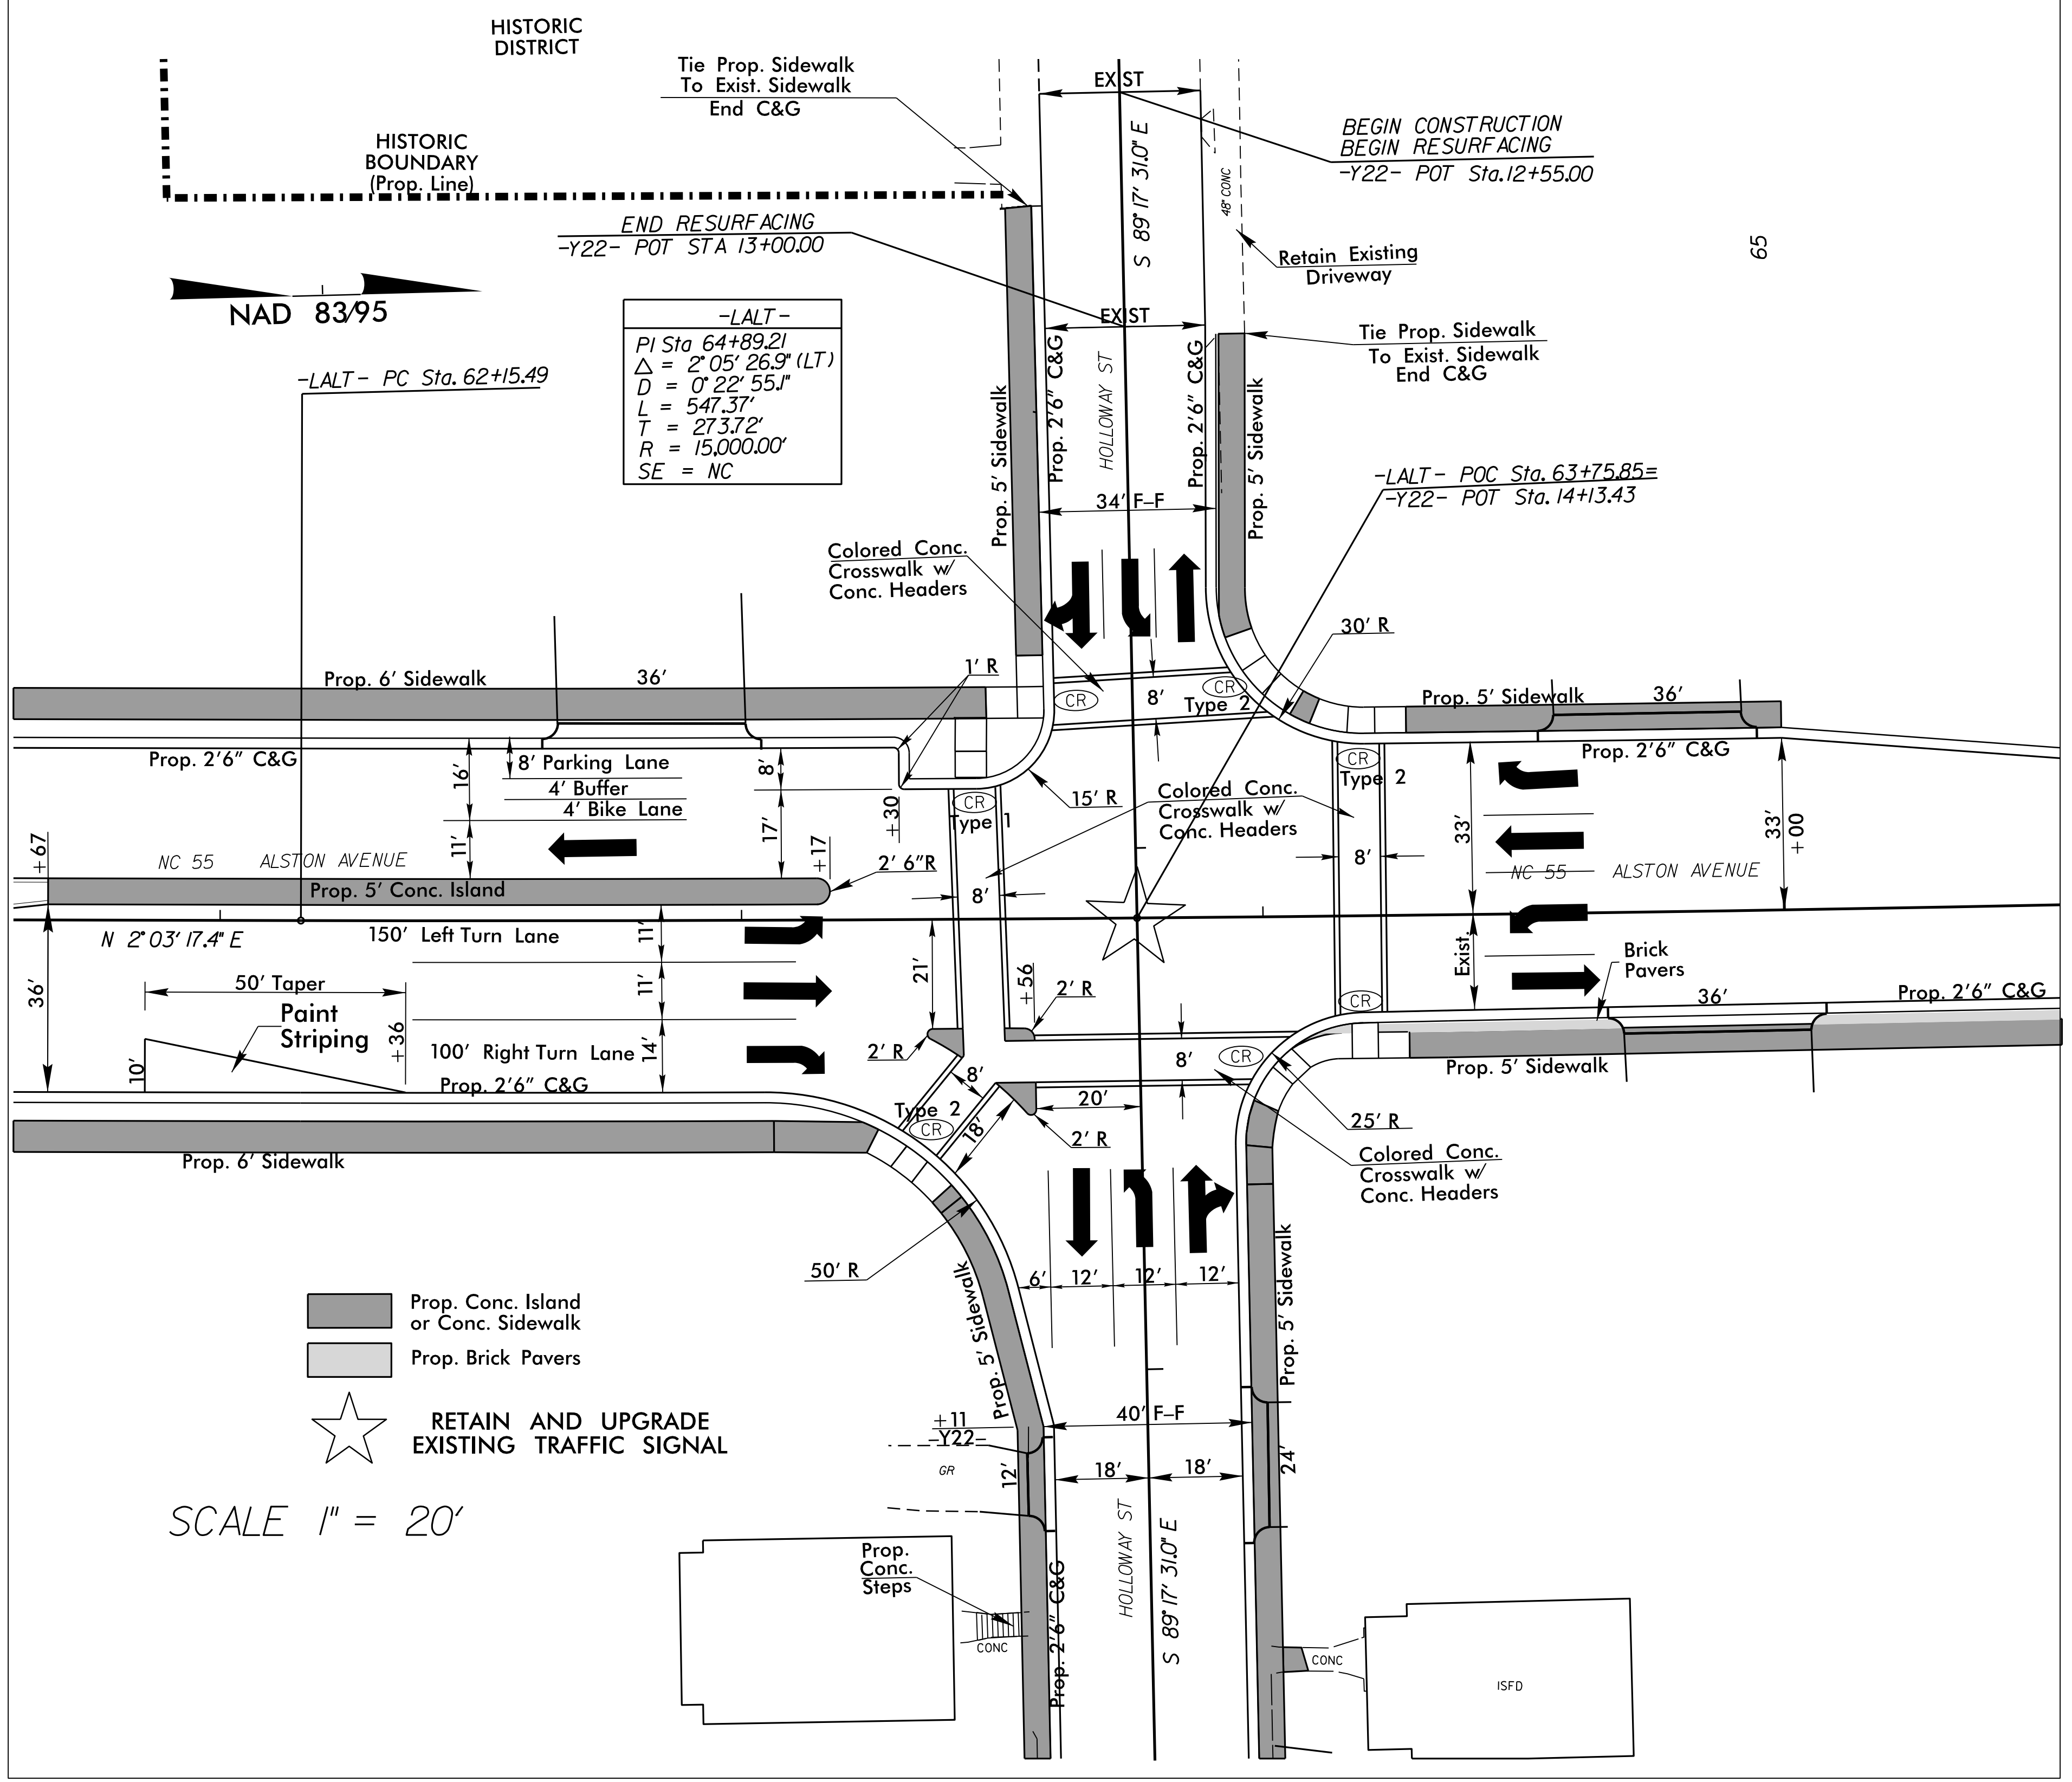 HISTORIC
DISTRICT
Tie Prop. Sidewalk
To Exist. Sidewalk
End C&G
EXIST
S 89°17'31.0" E
BEGIN CONSTRUCTION
BEGIN RESURFACING
-Y22- POT Sta.12+55.00
HISTORIC
BOUNDARY
(Prop. Line)
48" CONC
END RESURFACING
-Y22- POT STA 13+00.00
Retain Existing
Driveway
65
NAD 83/95
-LALT-
PI Sta 64+89.21
△ = 2°05'26.9" (LT)
D = 0°22'55.1"
L = 547.37'
T = 273.72'
R = 15,000.00'
SE = NC
EXIST
Tie Prop. Sidewalk
To Exist. Sidewalk
End C&G
-LALT- PC Sta. 62+15.49
Prop. 5' Sidewalk
Prop. 2'6" C&G
HOLLOWAY ST
Prop. 2'6" C&G
Prop. 5' Sidewalk
-LALT- POC Sta. 63+75.85=
-Y22- POT Sta. 14+13.43
34' F-F
Colored Conc.
Crosswalk w/
Conc. Headers
30' R
1' R
Prop. 6' Sidewalk
36'
CR
8'
CR
Type 2
Prop. 5' Sidewalk
36'
Prop. 2'6" C&G
16'
8' Parking Lane
4' Buffer
4' Bike Lane
8'
17'
11'
+30
CR
Type 1
15' R
Colored Conc.
Crosswalk w/
Conc. Headers
CR
Type 2
Prop. 2'6" C&G
33'
33'
+00
+67
NC 55 ALSTON AVENUE
+17
2' 6"R
8'
8'
NC 55 ALSTON AVENUE
Prop. 5' Conc. Island
N 2°03'17.4" E
150' Left Turn Lane
11'
21'
+56
2' R
Exist.
Brick
Pavers
36'
50' Taper
11'
CR
36'
Prop. 2'6" C&G
Paint
Striping
10'
+36
100' Right Turn Lane
14'
Prop. 2'6" C&G
2' R
8'
8'
CR
Prop. 5' Sidewalk
Type 2
CR
18'
20'
2' R
25' R
Prop. 6' Sidewalk
Colored Conc.
Crosswalk w/
Conc. Headers
50' R
6'
12'
12'
12'
Prop. 5' Sidewalk
Prop. 5' Sidewalk
Prop. Conc. Island
or Conc. Sidewalk
Prop. Brick Pavers
RETAIN AND UPGRADE
EXISTING TRAFFIC SIGNAL
+11
-Y22-
40' F-F
GR
12'
18'
18'
24'
SCALE 1" = 20'
HOLLOWAY ST
S 89°17'31.0" E
Prop.
Conc.
Steps
CONC
Prop. 2'6" C&G
CONC
ISFD